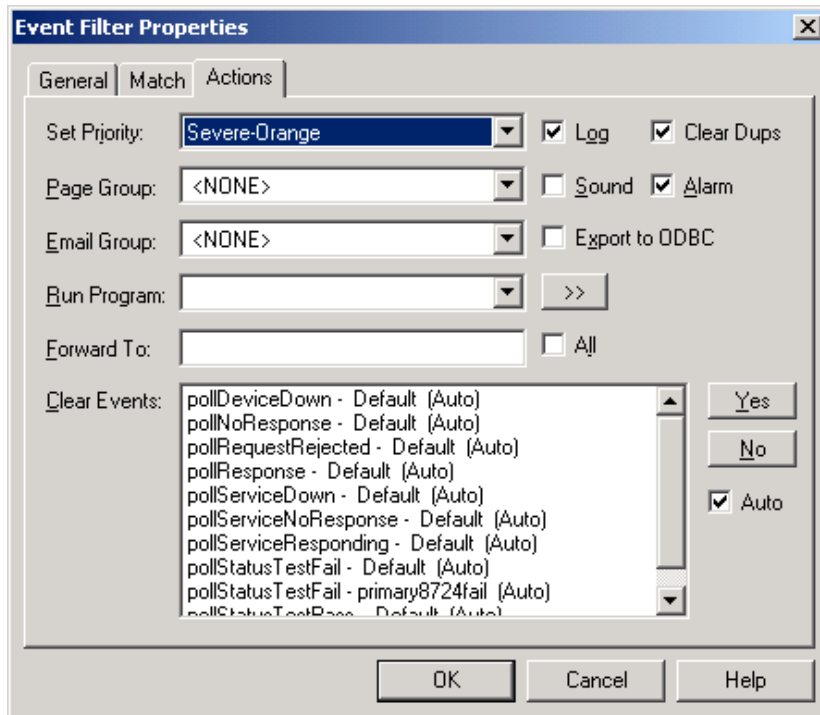 Event Filter Properties
General Match Actions
Set Priority: Severe-Orange Log Clear Dups
Page Group: <NONE> Sound Alarm
Email Group: <NONE> Export to ODBC
Run Program: >>
Forward To: All
Clear Events: pollDeviceDown - Default (Auto) Yes
pollNoResponse - Default (Auto)
pollRequestRejected - Default (Auto) No
pollResponse - Default (Auto)
pollServiceDown - Default (Auto) Auto
pollServiceNoResponse - Default (Auto)
pollServiceResponding - Default (Auto)
pollStatusTestFail - Default (Auto)
pollStatusTestFail - primary8724fail (Auto)
pollStatusTestPass - Default (Auto)
OK Cancel Help